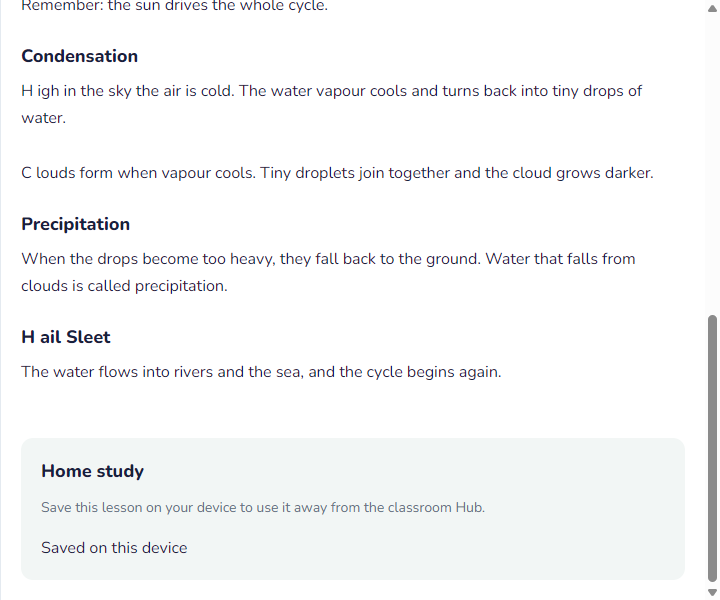 Remember: the sun drives the whole cycle.
Condensation
H igh in the sky the air is cold. The water vapour cools and turns back into tiny drops of
water.
C louds form when vapour cools. Tiny droplets join together and the cloud grows darker.
Precipitation
When the drops become too heavy, they fall back to the ground. Water that falls from
clouds is called precipitation.
H ail Sleet
The water flows into rivers and the sea, and the cycle begins again.
Home study
Save this lesson on your device to use it away from the classroom Hub.
Saved on this device